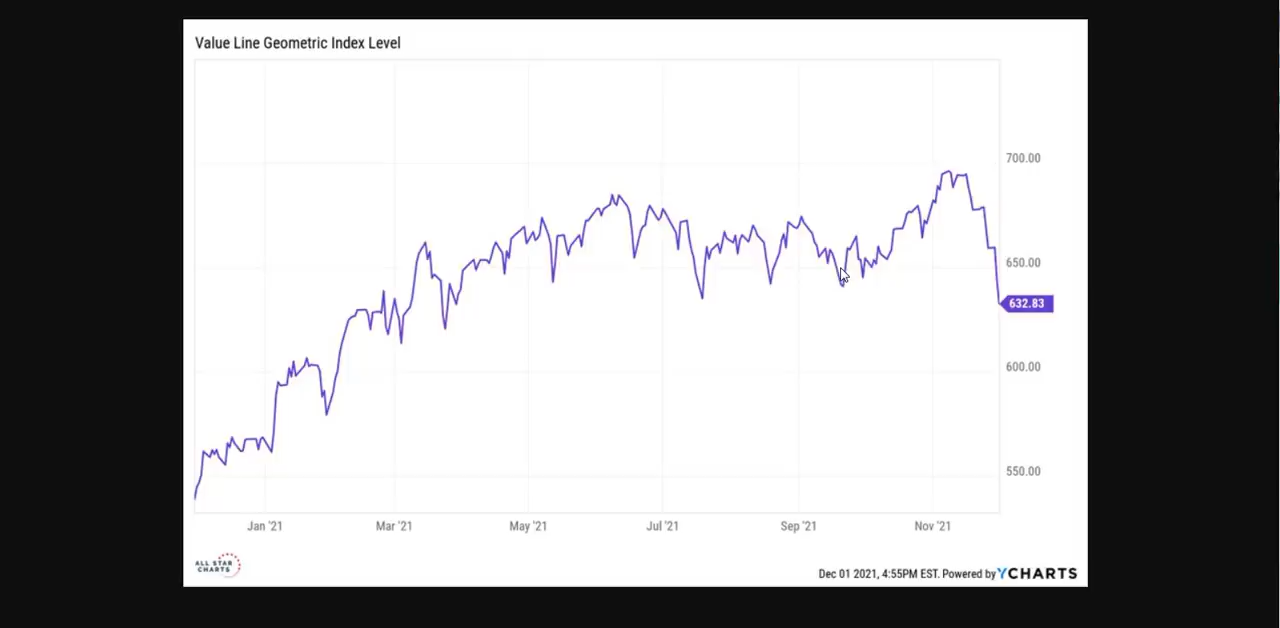 Value Line Geometric Index Level
700.00
650.00
632.83
600.00
550.00
Jan '21 Mar '21 May '21 Jul '21 Sep '21 Nov '21
ALL STAR
CHARTS
Dec 01 2021, 4:55PM EST. Powered by YCHARTS